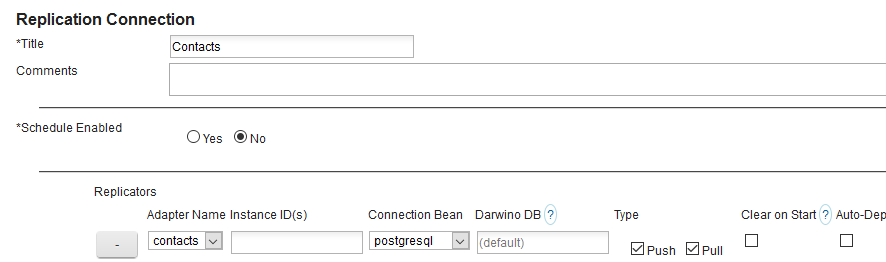 Replication Connection
*Title
Contacts
Comments
*Schedule Enabled
Yes No
Replicators
Adapter Name Instance ID(s) Connection Bean Darwino DB ? Type Clear on Start ? Auto-Dep
- contacts postgresql (default) Push Pull